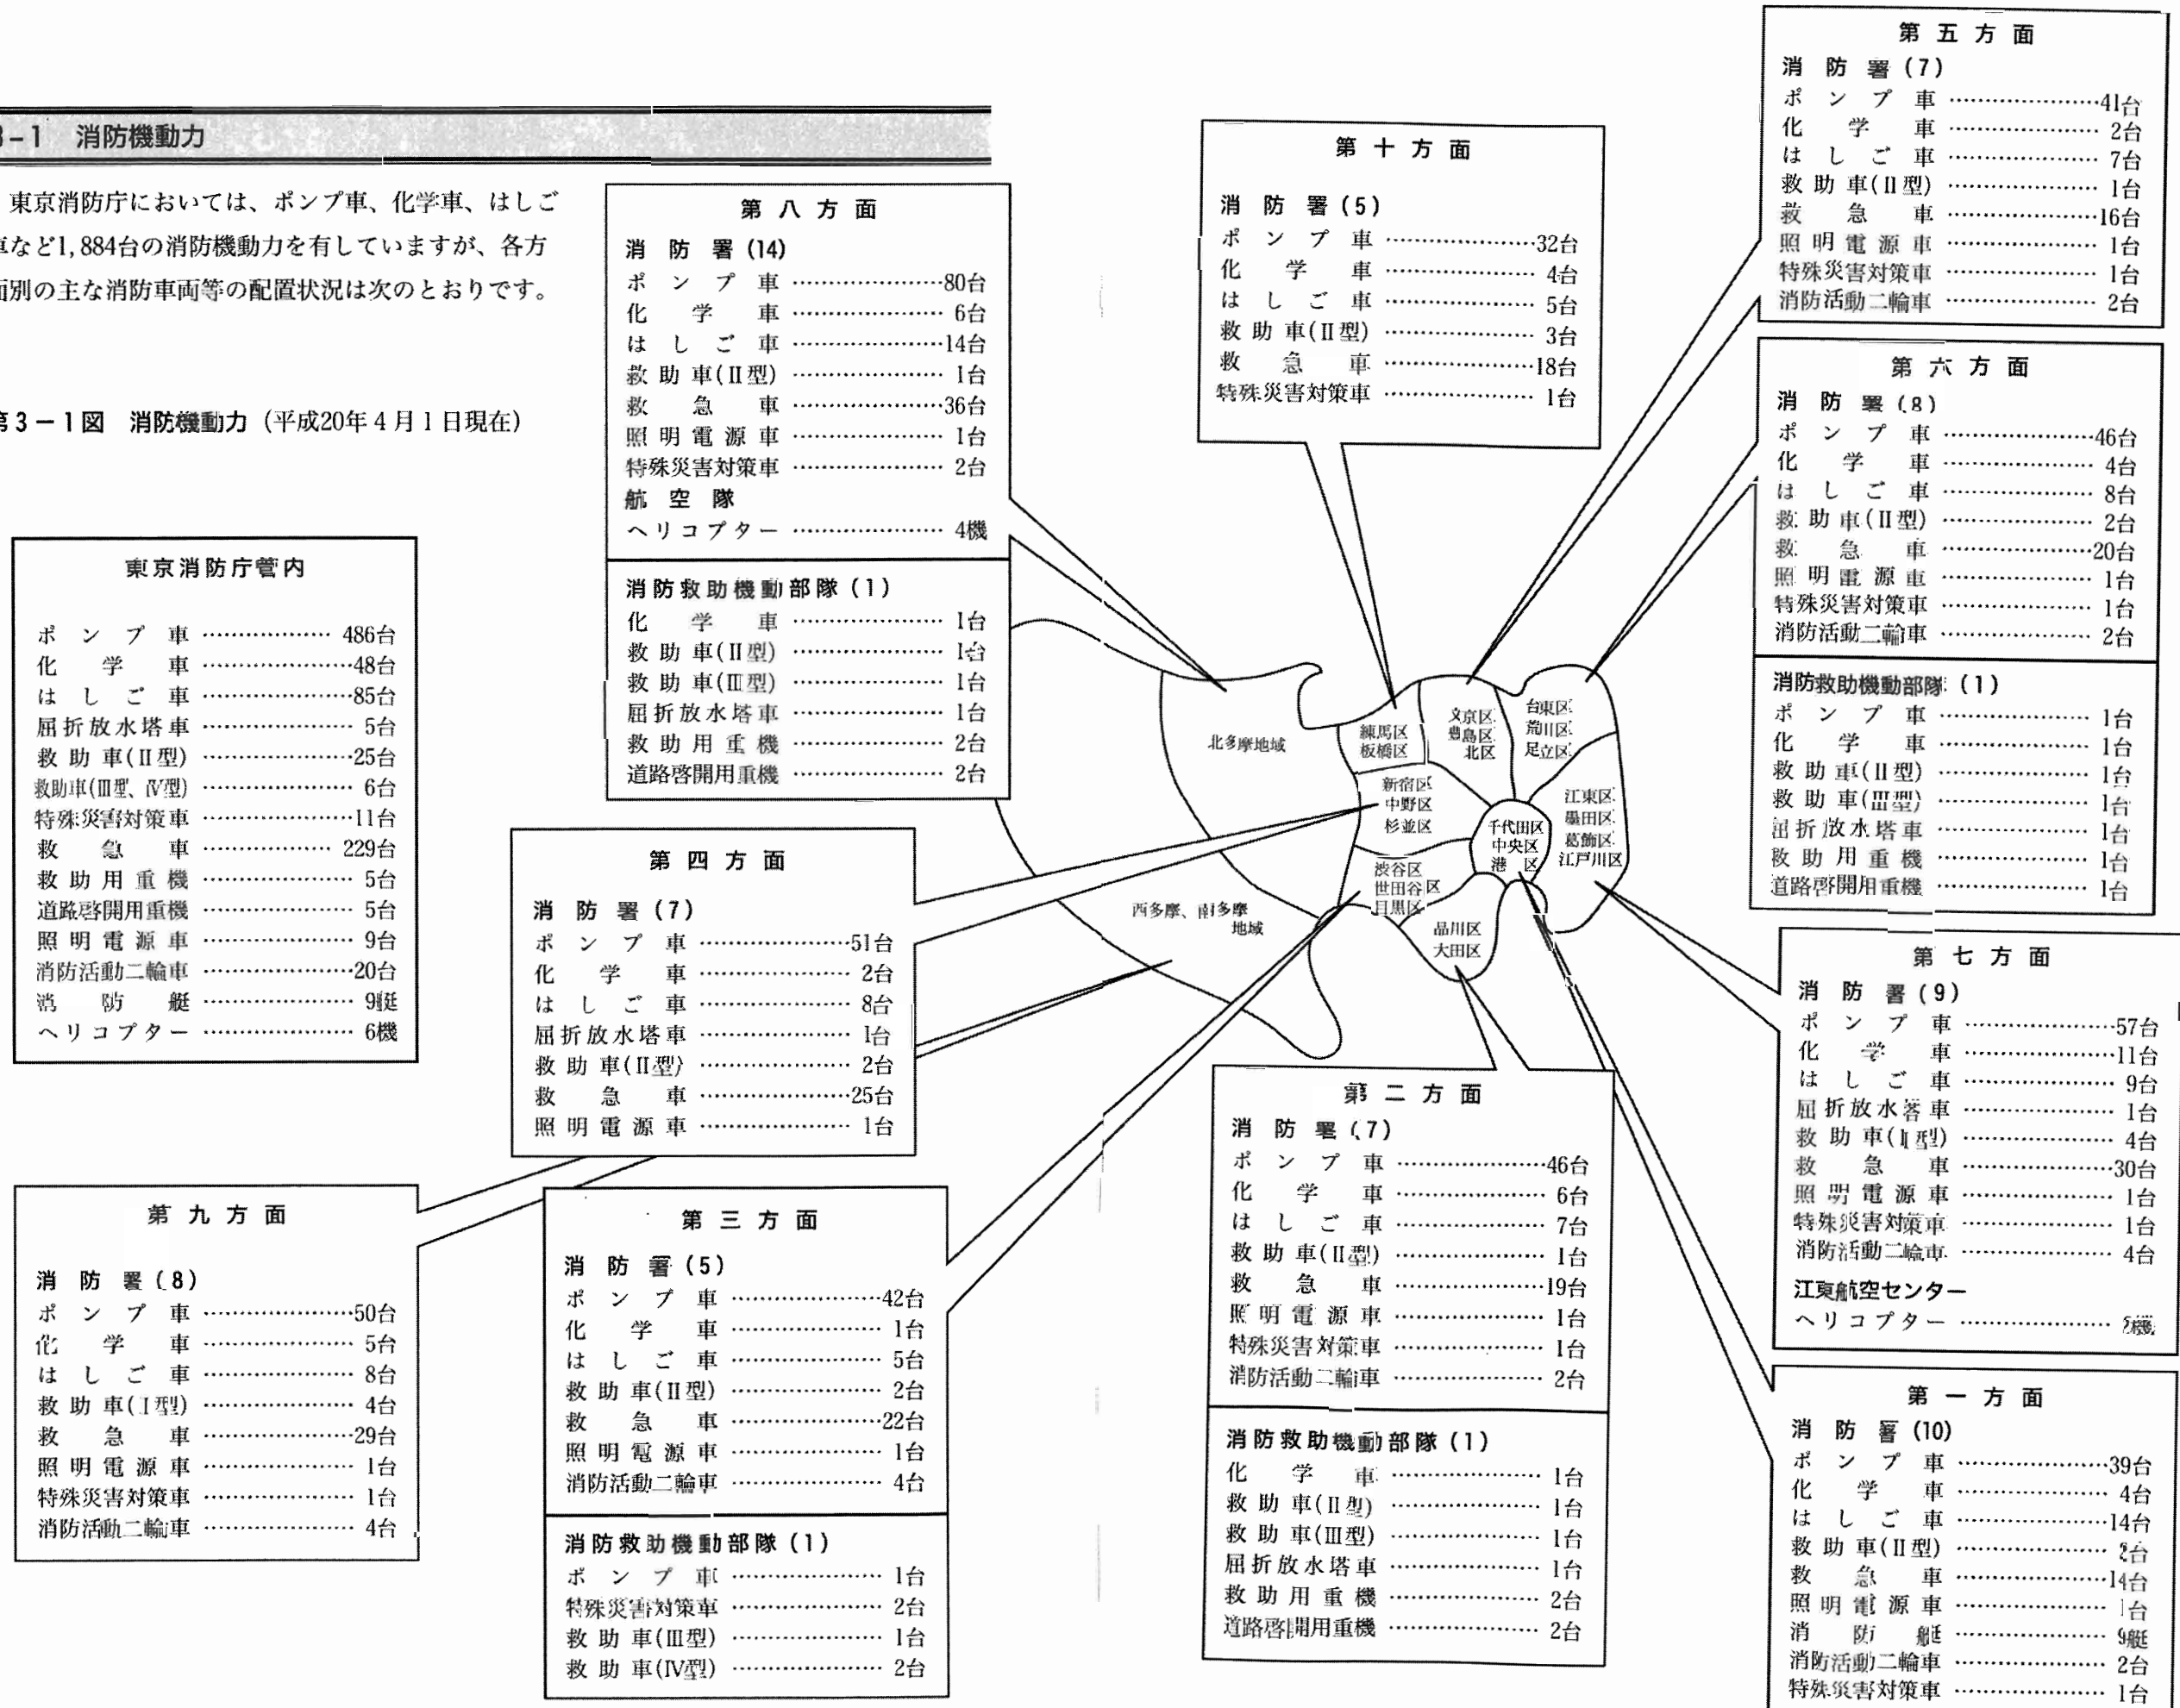 3-1 消防機動力
東京消防庁においては、ポンプ車、化学車、はしご
車など1,884台の消防機動力を有していますが、各方
面別の主な消防車両等の配置状況は次のとおりです。
第3-1図 消防機動力（平成20年4月1日現在）
東京消防庁管内
ポンプ車 ……………… 486台
化学車 ……………… 48台
はしご車 ……………… 85台
屈折放水塔車 ……………… 5台
救助車(Ⅱ型) ……………… 25台
救助車(Ⅲ型、Ⅳ型) ……………… 6台
特殊災害対策車 ……………… 11台
救急車 ……………… 229台
救助用重機 ……………… 5台
道路啓開用重機 ……………… 5台
照明電源車 ……………… 9台
消防活動二輪車 ……………… 20台
消防艇 ……………… 9艇
ヘリコプター ……………… 6機
第八方面
消防署(14)
ポンプ車 ……………… 80台
化学車 ……………… 6台
はしご車 ……………… 14台
救助車(Ⅱ型) ……………… 1台
救急車 ……………… 36台
照明電源車 ……………… 1台
特殊災害対策車 ……………… 2台
航空隊
ヘリコプター ……………… 4機
消防救助機動部隊(1)
化学車 ……………… 1台
救助車(Ⅱ型) ……………… 1台
救助車(Ⅲ型) ……………… 1台
屈折放水塔車 ……………… 1台
救助用重機 ……………… 2台
道路啓開用重機 ……………… 2台
第四方面
消防署(7)
ポンプ車 ……………… 51台
化学車 ……………… 2台
はしご車 ……………… 8台
屈折放水塔車 ……………… 1台
救助車(Ⅱ型) ……………… 2台
救急車 ……………… 25台
照明電源車 ……………… 1台
第九方面
消防署(8)
ポンプ車 ……………… 50台
化学車 ……………… 5台
はしご車 ……………… 8台
救助車(Ⅰ型) ……………… 4台
救急車 ……………… 29台
照明電源車 ……………… 1台
特殊災害対策車 ……………… 1台
消防活動二輪車 ……………… 4台
第三方面
消防署(5)
ポンプ車 ……………… 42台
化学車 ……………… 1台
はしご車 ……………… 5台
救助車(Ⅱ型) ……………… 2台
救急車 ……………… 22台
照明電源車 ……………… 1台
消防活動二輪車 ……………… 4台
消防救助機動部隊(1)
ポンプ車 ……………… 1台
特殊災害対策車 ……………… 2台
救助車(Ⅲ型) ……………… 1台
救助車(Ⅳ型) ……………… 2台
第十方面
消防署(5)
ポンプ車 ……………… 32台
化学車 ……………… 4台
はしご車 ……………… 5台
救助車(Ⅱ型) ……………… 3台
救急車 ……………… 18台
特殊災害対策車 ……………… 1台
北多摩地域
西多摩、南多摩
地域
練馬区
板橋区
文京区
豊島区
北区
台東区
荒川区
足立区
新宿区
中野区
杉並区
千代田区
中央区
港区
江東区
墨田区
葛飾区
江戸川区
渋谷区
世田谷区
目黒区
品川区
大田区
第二方面
消防署(7)
ポンプ車 ……………… 46台
化学車 ……………… 6台
はしご車 ……………… 7台
救助車(Ⅱ型) ……………… 1台
救急車 ……………… 19台
照明電源車 ……………… 1台
特殊災害対策車 ……………… 1台
消防活動二輪車 ……………… 2台
消防救助機動部隊(1)
化学車 ……………… 1台
救助車(Ⅱ型) ……………… 1台
救助車(Ⅲ型) ……………… 1台
屈折放水塔車 ……………… 1台
救助用重機 ……………… 2台
道路啓開用重機 ……………… 2台
第五方面
消防署(7)
ポンプ車 ……………… 41台
化学車 ……………… 2台
はしご車 ……………… 7台
救助車(Ⅱ型) ……………… 1台
救急車 ……………… 16台
照明電源車 ……………… 1台
特殊災害対策車 ……………… 1台
消防活動二輪車 ……………… 2台
第六方面
消防署(8)
ポンプ車 ……………… 46台
化学車 ……………… 4台
はしご車 ……………… 8台
救助車(Ⅱ型) ……………… 2台
救急車 ……………… 20台
照明電源車 ……………… 1台
特殊災害対策車 ……………… 1台
消防活動二輪車 ……………… 2台
消防救助機動部隊(1)
ポンプ車 ……………… 1台
化学車 ……………… 1台
救助車(Ⅱ型) ……………… 1台
救助車(Ⅲ型) ……………… 1台
屈折放水塔車 ……………… 1台
救助用重機 ……………… 1台
道路啓開用重機 ……………… 1台
第七方面
消防署(9)
ポンプ車 ……………… 57台
化学車 ……………… 11台
はしご車 ……………… 9台
屈折放水塔車 ……………… 1台
救助車(Ⅱ型) ……………… 4台
救急車 ……………… 30台
照明電源車 ……………… 1台
特殊災害対策車 ……………… 1台
消防活動二輪車 ……………… 4台
江東航空センター
ヘリコプター ……………… 2機
第一方面
消防署(10)
ポンプ車 ……………… 39台
化学車 ……………… 4台
はしご車 ……………… 14台
救助車(Ⅱ型) ……………… 2台
救急車 ……………… 14台
照明電源車 ……………… 1台
消防艇 ……………… 9艇
消防活動二輪車 ……………… 2台
特殊災害対策車 ……………… 1台